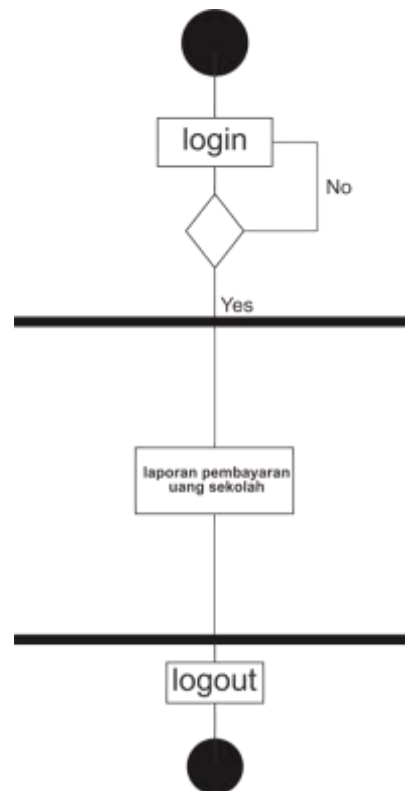 login
No
Yes
laporan pembayaran
uang sekolah
logout